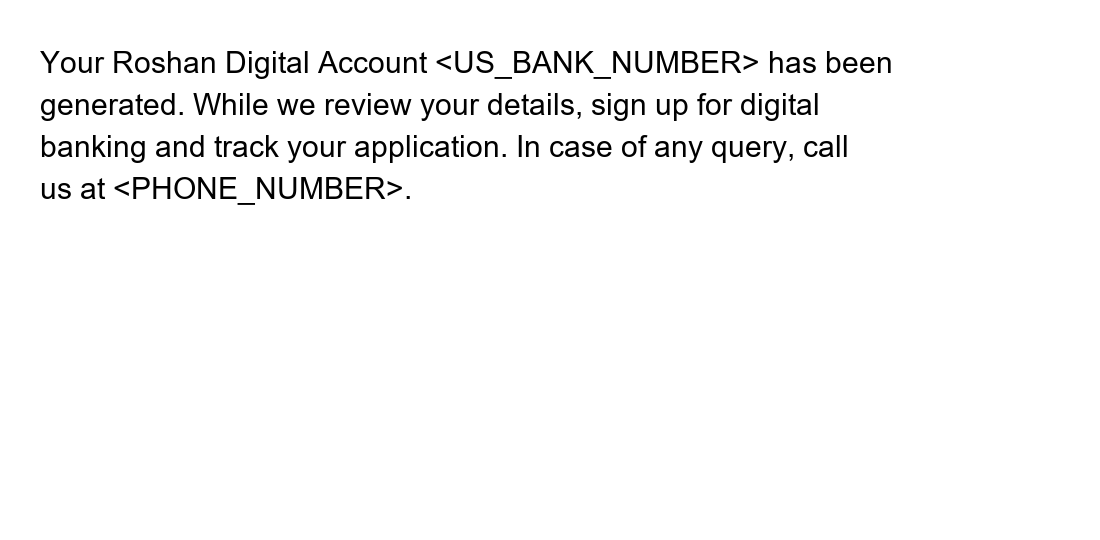 Your Roshan Digital Account <US_BANK_NUMBER> has been
generated. While we review your details, sign up for digital
banking and track your application. In case of any query, call
us at <PHONE_NUMBER>.